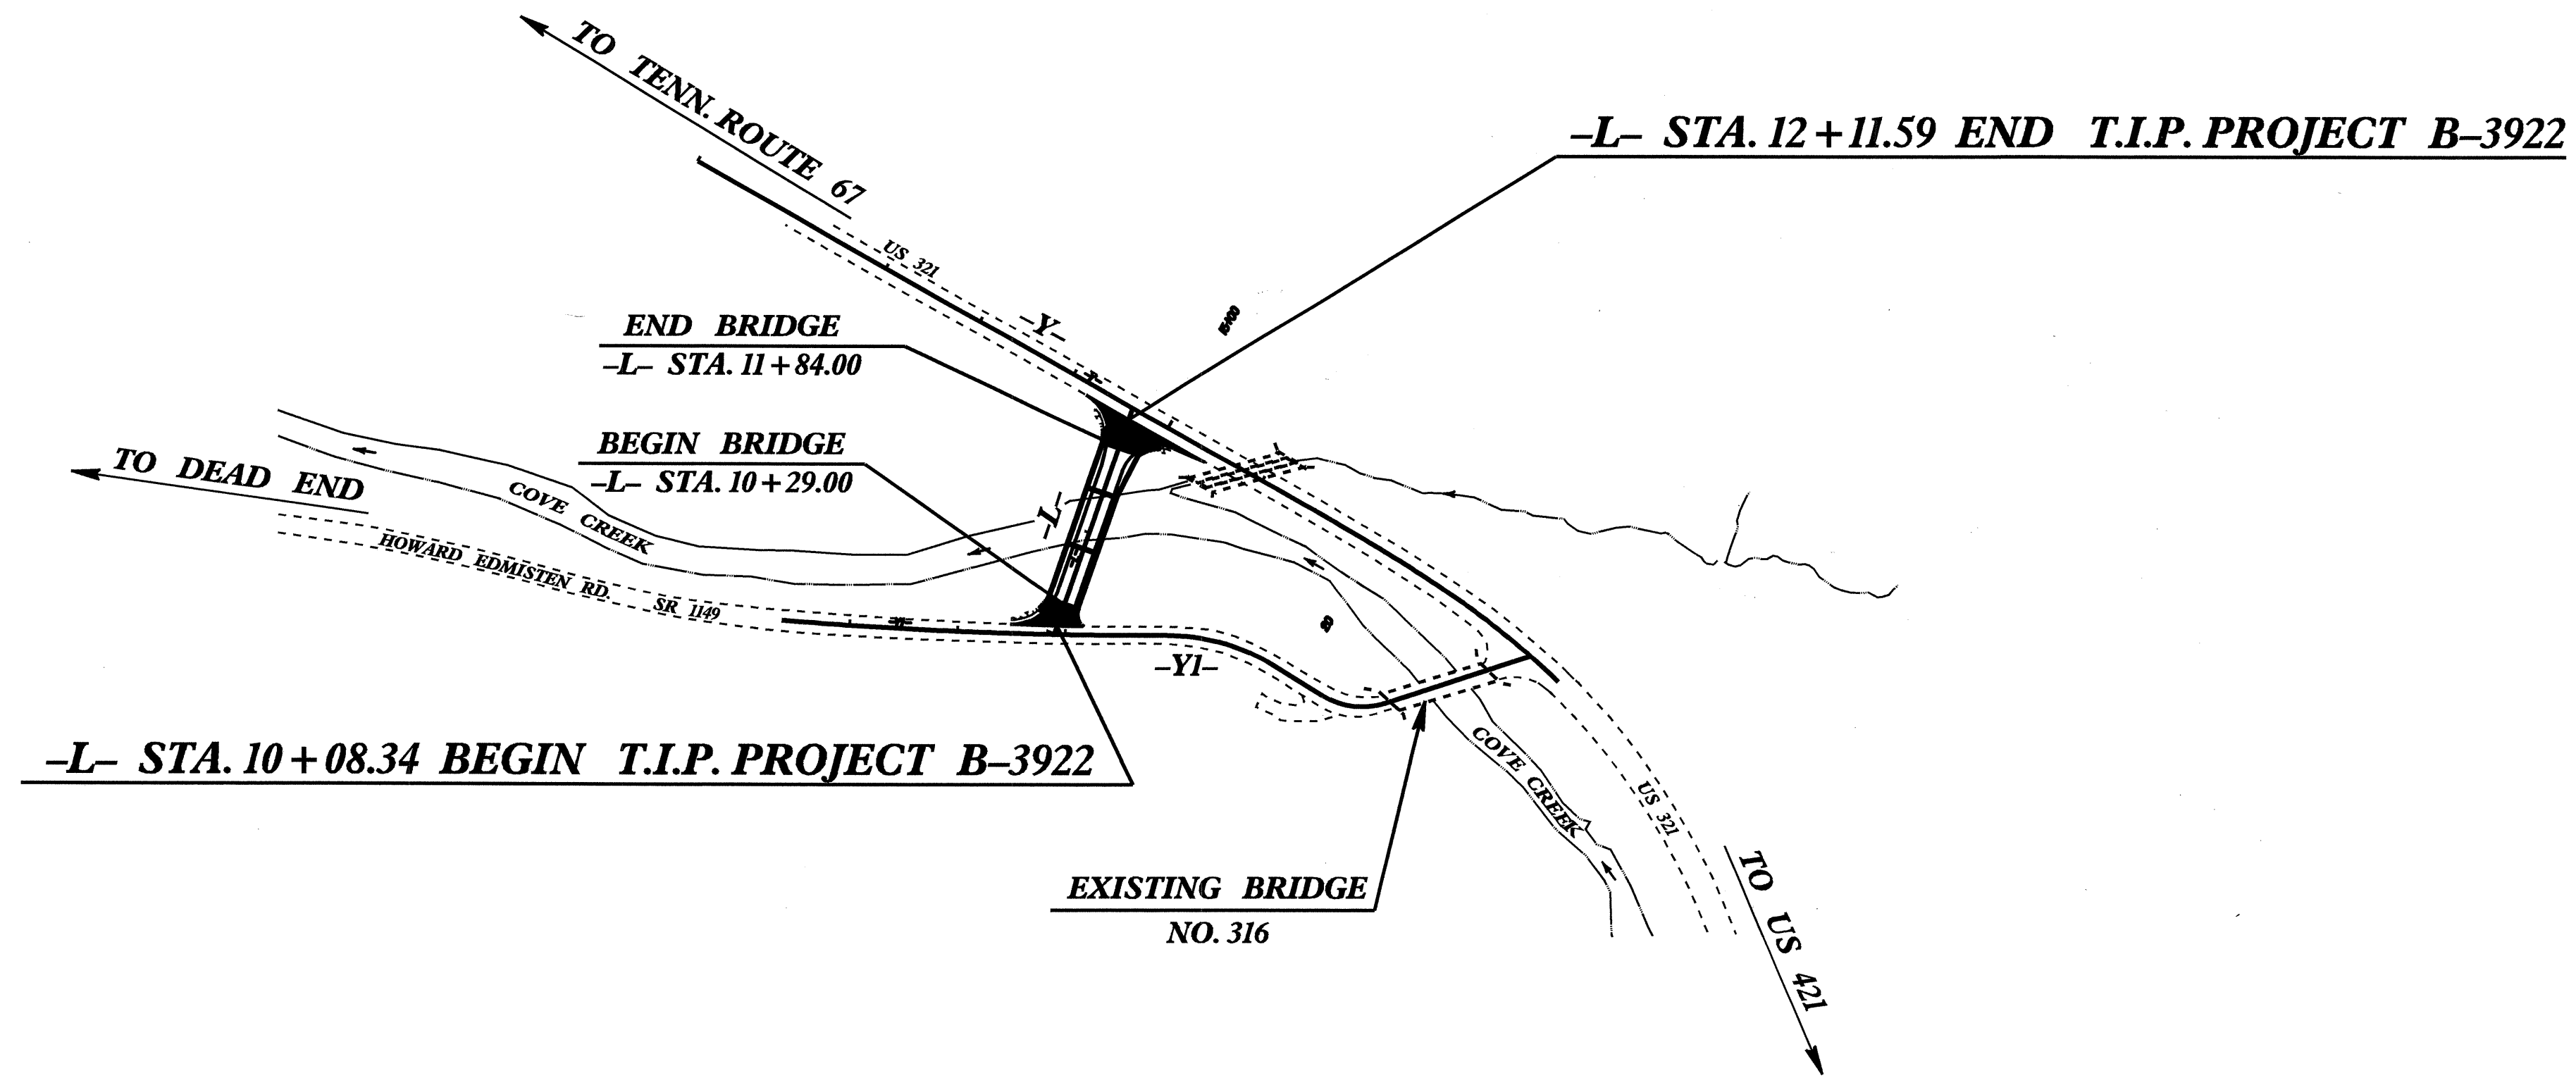 TO TENN. ROUTE 67
–L– STA. 12+11.59 END T.I.P. PROJECT B–3922
US 321
–Y–
15+00
END BRIDGE
–L– STA. 11+84.00
BEGIN BRIDGE
–L– STA. 10+29.00
TO DEAD END
COVE CREEK
–L–
HOWARD EDMISTEN RD.
SR 1149
–Y1–
–L– STA. 10+08.34 BEGIN T.I.P. PROJECT B–3922
COVE CREEK
US 321
EXISTING BRIDGE
NO. 316
TO US 421